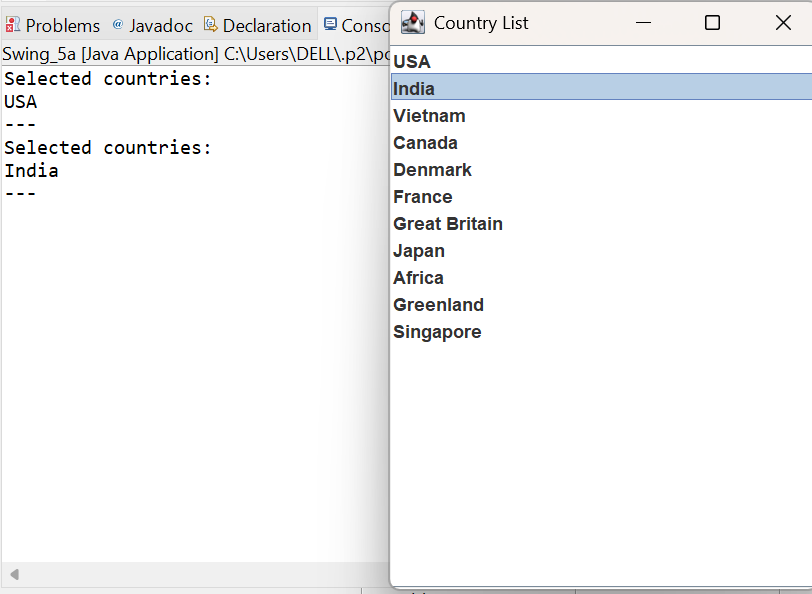 Problems @ Javadoc Declaration Conso
Swing_5a [Java Application] C:\Users\DELL\.p2\po
Selected countries:
USA
---
Selected countries:
India
---
Country List
USA
India
Vietnam
Canada
Denmark
France
Great Britain
Japan
Africa
Greenland
Singapore